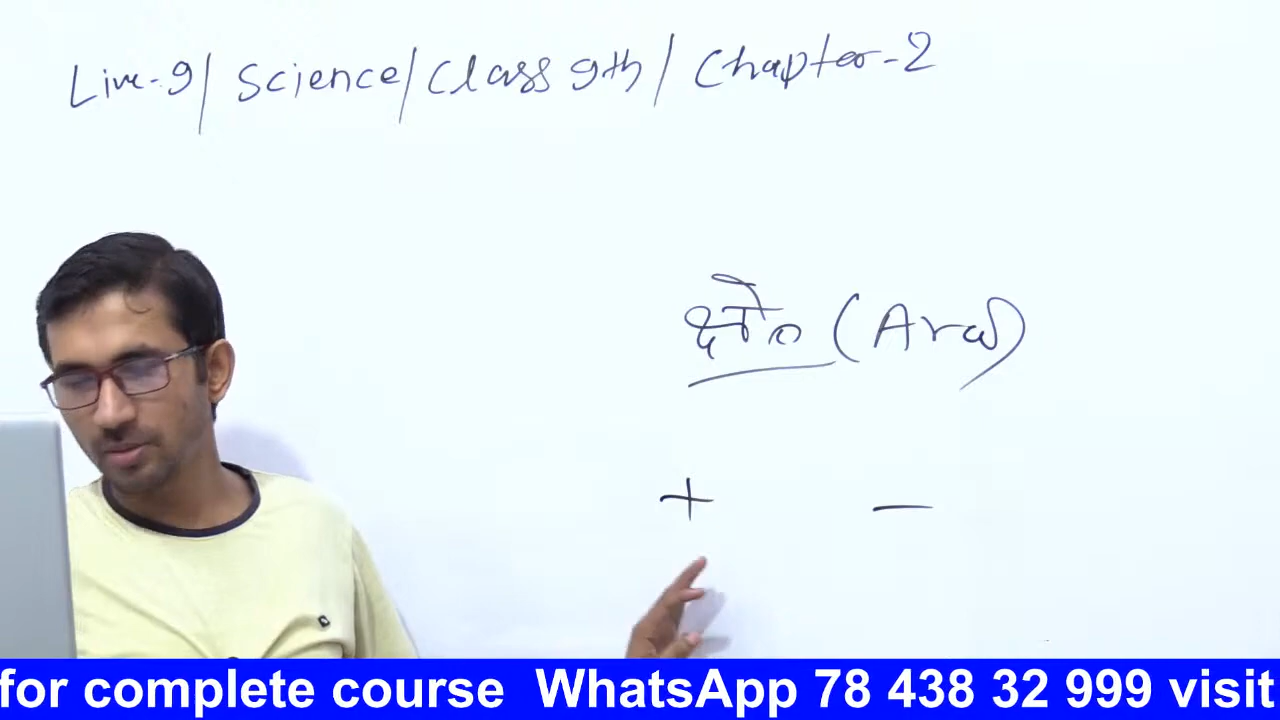 Live-9/ Science/ Class 9th/ Chapter-2
(Area)
+ −
for complete course WhatsApp 78 438 32 999 visit